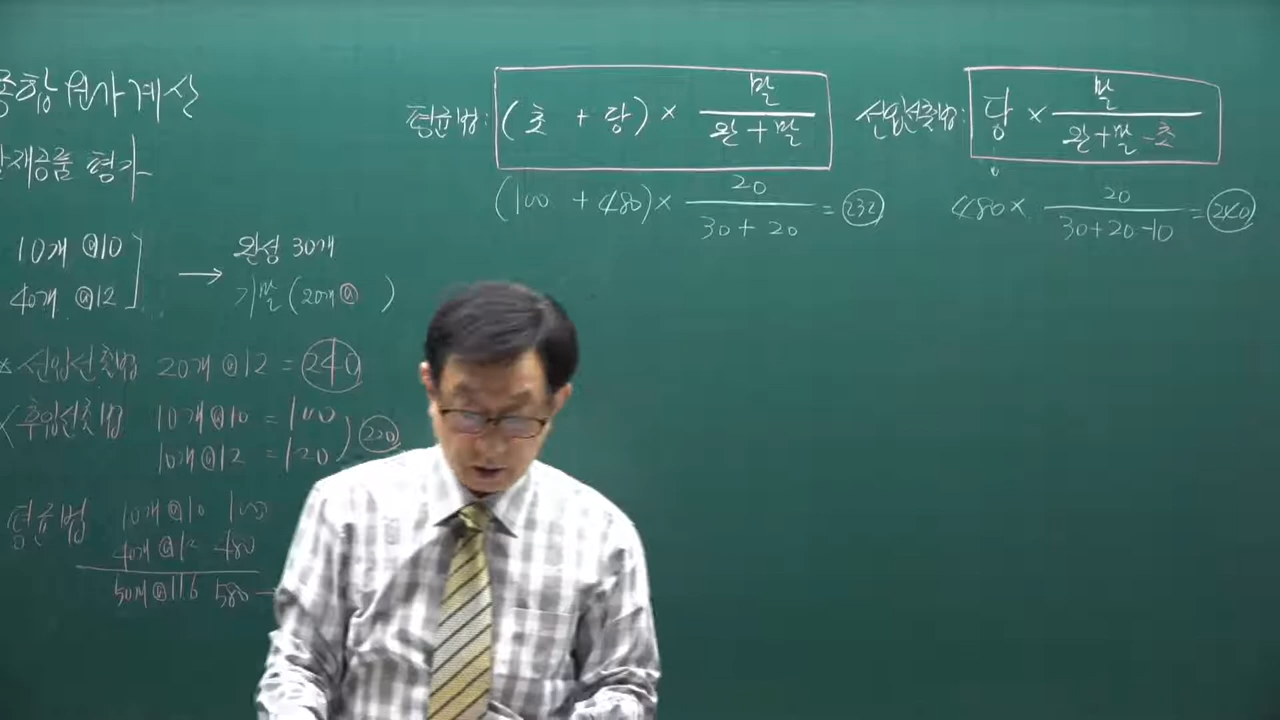 종합원가계산
재공품 평가
10개 @10
40개 @12
→ 완성 30개
기말 (20개 @ )
* 선입선출법 20개 @12 = 240
후입선출법 10개 @10 = 100
10개 @12 = 120 ) 220
평균법 10개 @10 100
40개 @12 480
50개 @11.6 580
평균법: (초 + 당) × 말 / 완 + 말
(100 + 480) × 20 / 30 + 20 = 232
선입선출법: 당 × 말 / 완+말-초
480 × 20 / 30+20-10 = 240